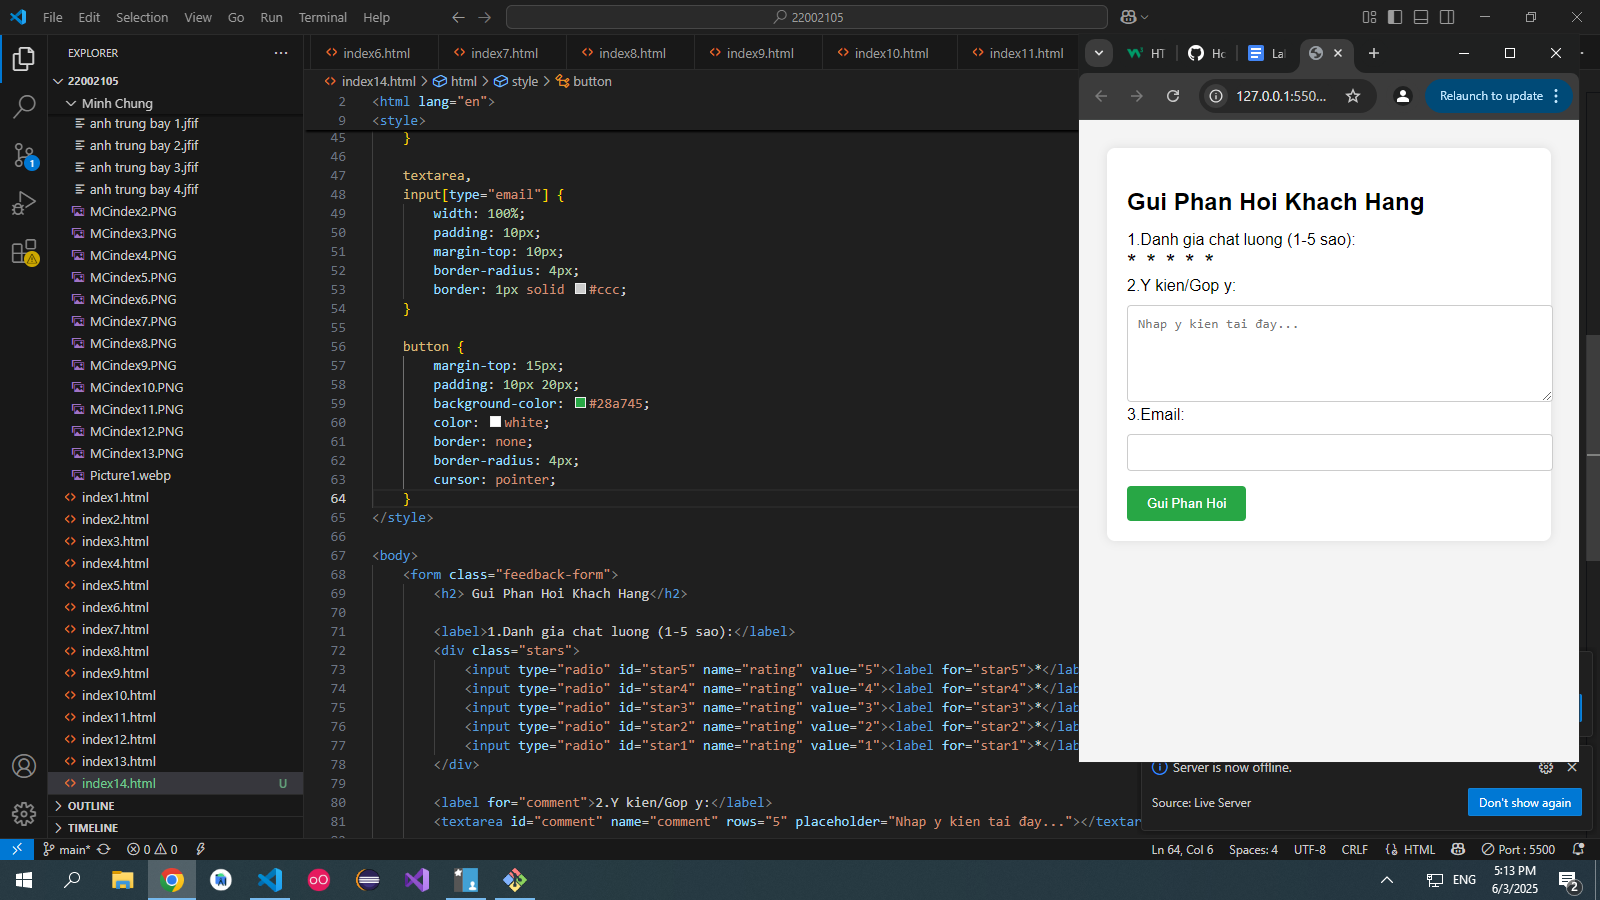 File Edit Selection View Go Run Terminal Help
22002105
EXPLORER
22002105
Minh Chung
anh trung bay 1.jfif
anh trung bay 2.jfif
anh trung bay 3.jfif
anh trung bay 4.jfif
MCindex2.PNG
MCindex3.PNG
MCindex4.PNG
MCindex5.PNG
MCindex6.PNG
MCindex7.PNG
MCindex8.PNG
MCindex9.PNG
MCindex10.PNG
MCindex11.PNG
MCindex12.PNG
MCindex13.PNG
Picture1.webp
index1.html
index2.html
index3.html
index4.html
index5.html
index6.html
index7.html
index8.html
index9.html
index10.html
index11.html
index12.html
index13.html
index14.html U
OUTLINE
TIMELINE
1
index6.html index7.html index8.html index9.html index10.html index11.html
index14.html > html > style > button
2 <html lang="en">
9 <style>
45 }
46
47 textarea,
48 input[type="email"] {
49 width: 100%;
50 padding: 10px;
51 margin-top: 10px;
52 border-radius: 4px;
53 border: 1px solid #ccc;
54 }
55
56 button {
57 margin-top: 15px;
58 padding: 10px 20px;
59 background-color: #28a745;
60 color: white;
61 border: none;
62 border-radius: 4px;
63 cursor: pointer;
64 }
65 </style>
66
67 <body>
68 <form class="feedback-form">
69 <h2> Gui Phan Hoi Khach Hang</h2>
70
71 <label>1.Danh gia chat luong (1-5 sao):</label>
72 <div class="stars">
73 <input type="radio" id="star5" name="rating" value="5"><label for="star5">*</lab
74 <input type="radio" id="star4" name="rating" value="4"><label for="star4">*</lab
75 <input type="radio" id="star3" name="rating" value="3"><label for="star3">*</lab
76 <input type="radio" id="star2" name="rating" value="2"><label for="star2">*</lab
77 <input type="radio" id="star1" name="rating" value="1"><label for="star1">*</lab
78 </div>
79
80 <label for="comment">2.Y kien/Gop y:</label>
81 <textarea id="comment" name="comment" rows="5" placeholder="Nhap y kien tai đay..."></textar
HT Ho La
127.0.0.1:550... Relaunch to update
Gui Phan Hoi Khach Hang
1.Danh gia chat luong (1-5 sao):
* * * * *
2.Y kien/Gop y:
Nhap y kien tai đay...
3.Email:
Gui Phan Hoi
Server is now offline.
Source: Live Server Don't show again
main* 0 0 Ln 64, Col 6 Spaces: 4 UTF-8 CRLF HTML Port : 5500
ENG 5:13 PM
6/3/2025 2